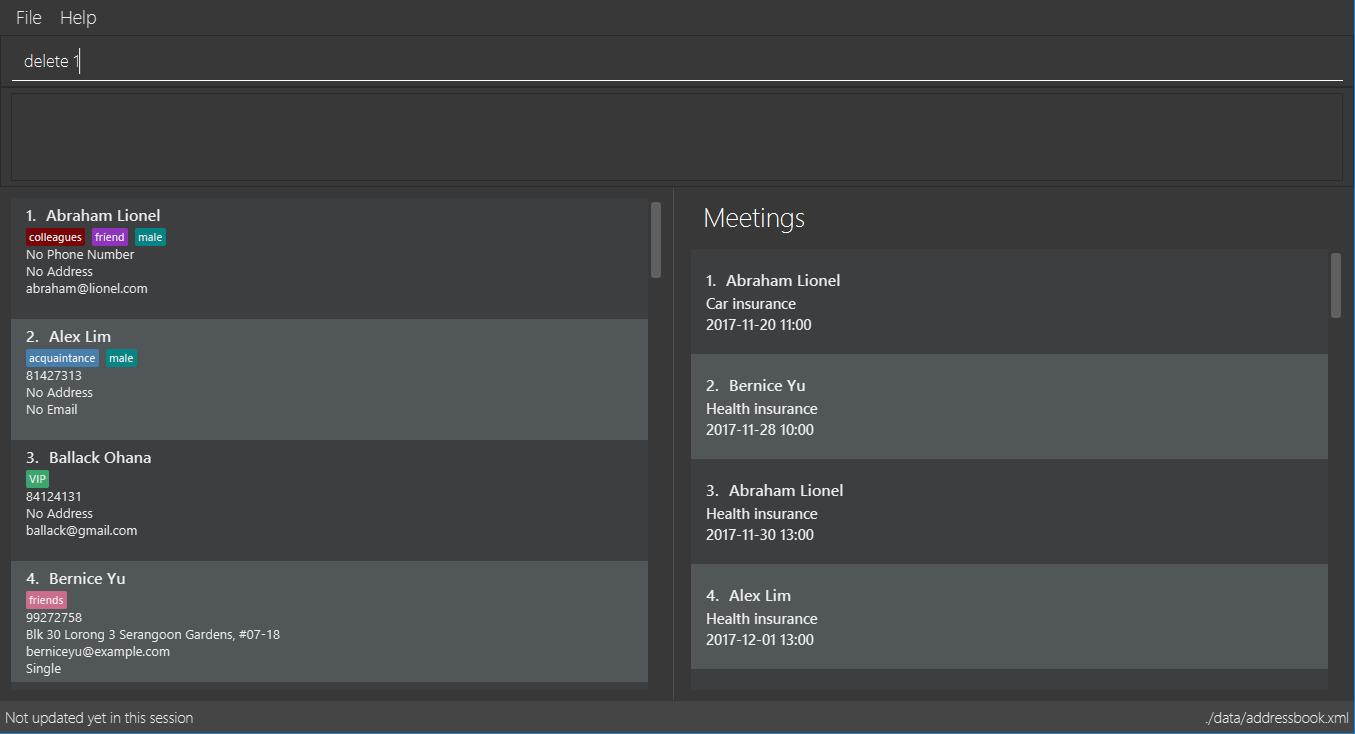 File Help
delete 1
1. Abraham Lionel
colleagues friend male
No Phone Number
No Address
abraham@lionel.com
2. Alex Lim
acquaintance male
81427313
No Address
No Email
3. Ballack Ohana
VIP
84124131
No Address
ballack@gmail.com
4. Bernice Yu
friends
99272758
Blk 30 Lorong 3 Serangoon Gardens, #07-18
berniceyu@example.com
Single
Meetings
1. Abraham Lionel
Car insurance
2017-11-20 11:00
2. Bernice Yu
Health insurance
2017-11-28 10:00
3. Abraham Lionel
Health insurance
2017-11-30 13:00
4. Alex Lim
Health insurance
2017-12-01 13:00
Not updated yet in this session
./data/addressbook.xml